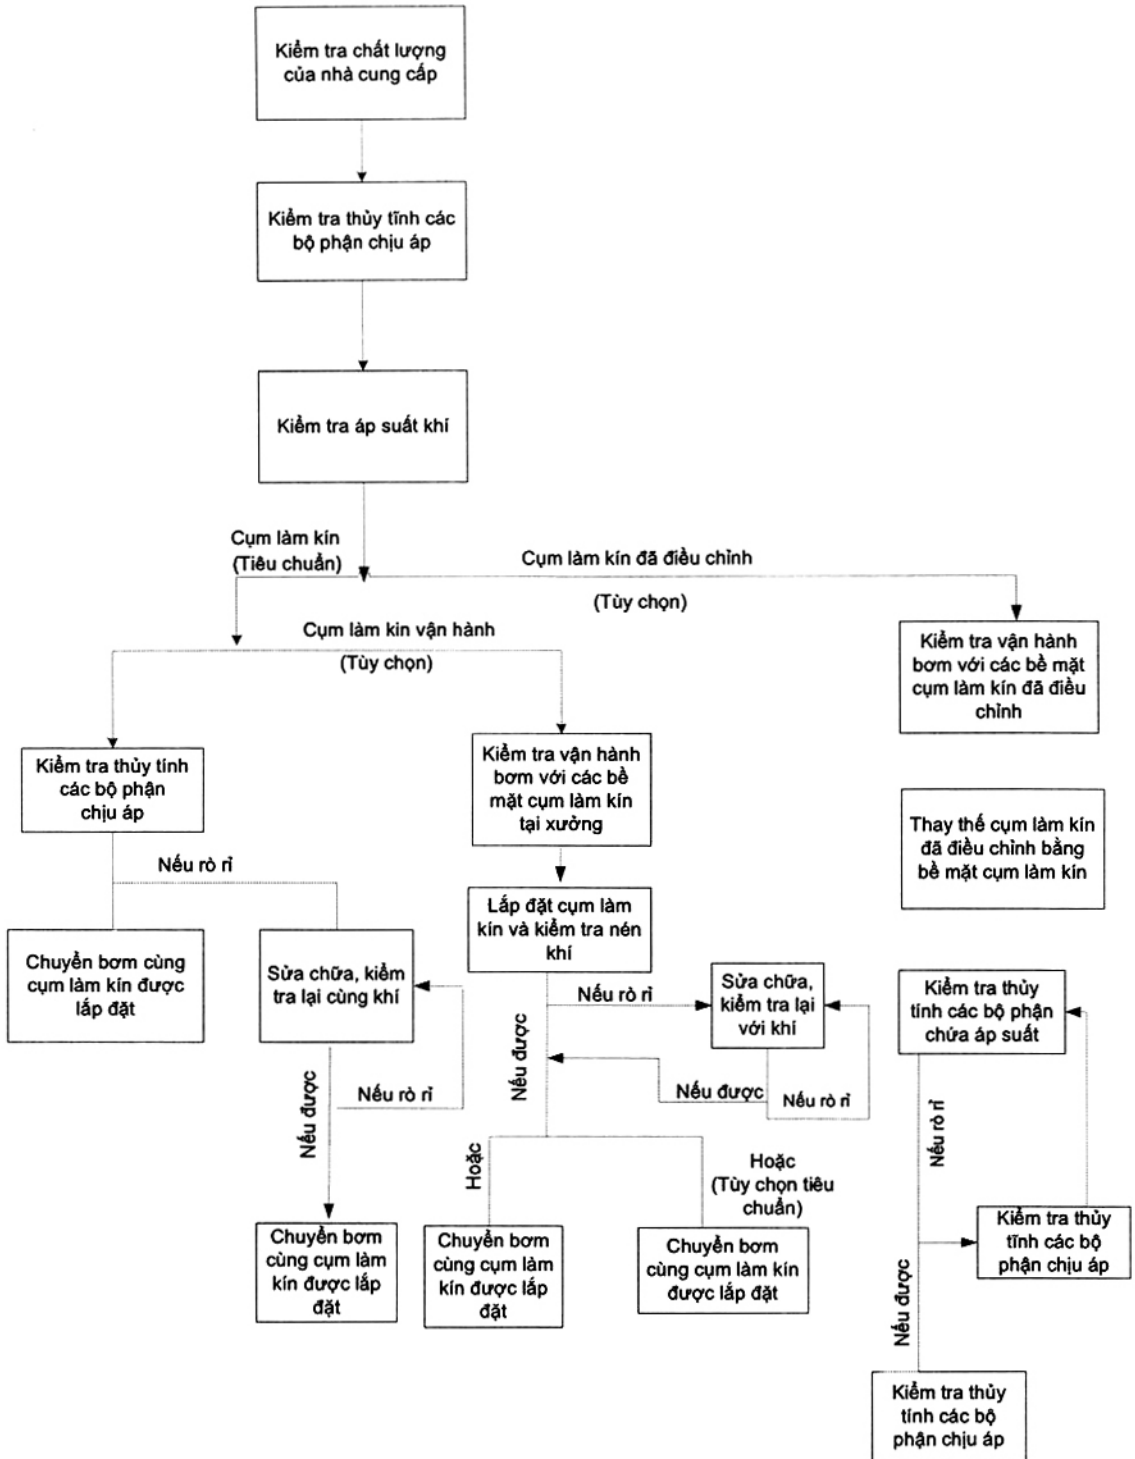 Kiểm tra chất lượng
của nhà cung cấp
Kiểm tra thủy tĩnh các
bộ phận chịu áp
Kiểm tra áp suất khí
Cụm làm kín
(Tiêu chuẩn)
Cụm làm kín đã điều chỉnh
(Tùy chọn)
Cụm làm kin vận hành
(Tùy chọn)
Kiểm tra vận hành
bơm với các bề mặt
cụm làm kín đã điều
chỉnh
Kiểm tra thủy tính
các bộ phận
chịu áp
Kiểm tra vận hành
bơm với các bề
mặt cụm làm kín
tại xưởng
Thay thế cụm làm kín
đã điều chỉnh bằng
bề mặt cụm làm kín
Nếu rò rỉ
Lắp đặt cụm làm
kín và kiểm tra nén
khí
Chuyển bơm cùng
cụm làm kín được
lắp đặt
Sửa chữa, kiểm
tra lại cùng khí
Nếu rò rỉ
Sửa chữa,
kiểm tra lại
với khí
Kiểm tra thủy
tính các bộ phận
chứa áp suất
Nếu được
Nếu rò rỉ
Nếu được
Nếu được
Nếu rò rỉ
Nếu rò rỉ
Hoặc
Hoặc
(Tùy chọn tiêu
chuẩn)
Chuyển bơm
cùng cụm làm
kín được lắp
đặt
Chuyển bơm
cùng cụm làm
kín được lắp
đặt
Chuyển bơm
cùng cụm làm kín
được lắp đặt
Kiểm tra thủy
tĩnh các bộ
phận chịu áp
Nếu được
Kiểm tra thủy
tính các bộ
phận chịu áp